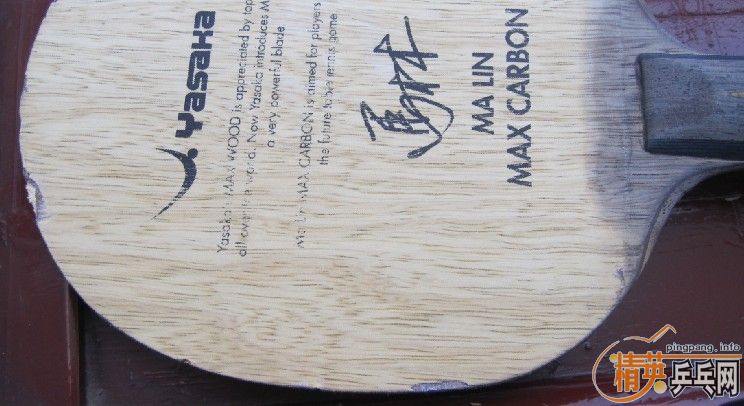 Yasaka
Yasaka's MAX WOOD is appreciated by top
all over the world. Now Yasaka introduces M
a very powerful blade
Ma Lin MAX CARBON is aimed for players
the future table tennis game
馬林
MA LIN
MAX CARBON
pingpang.info
精英乒乓网